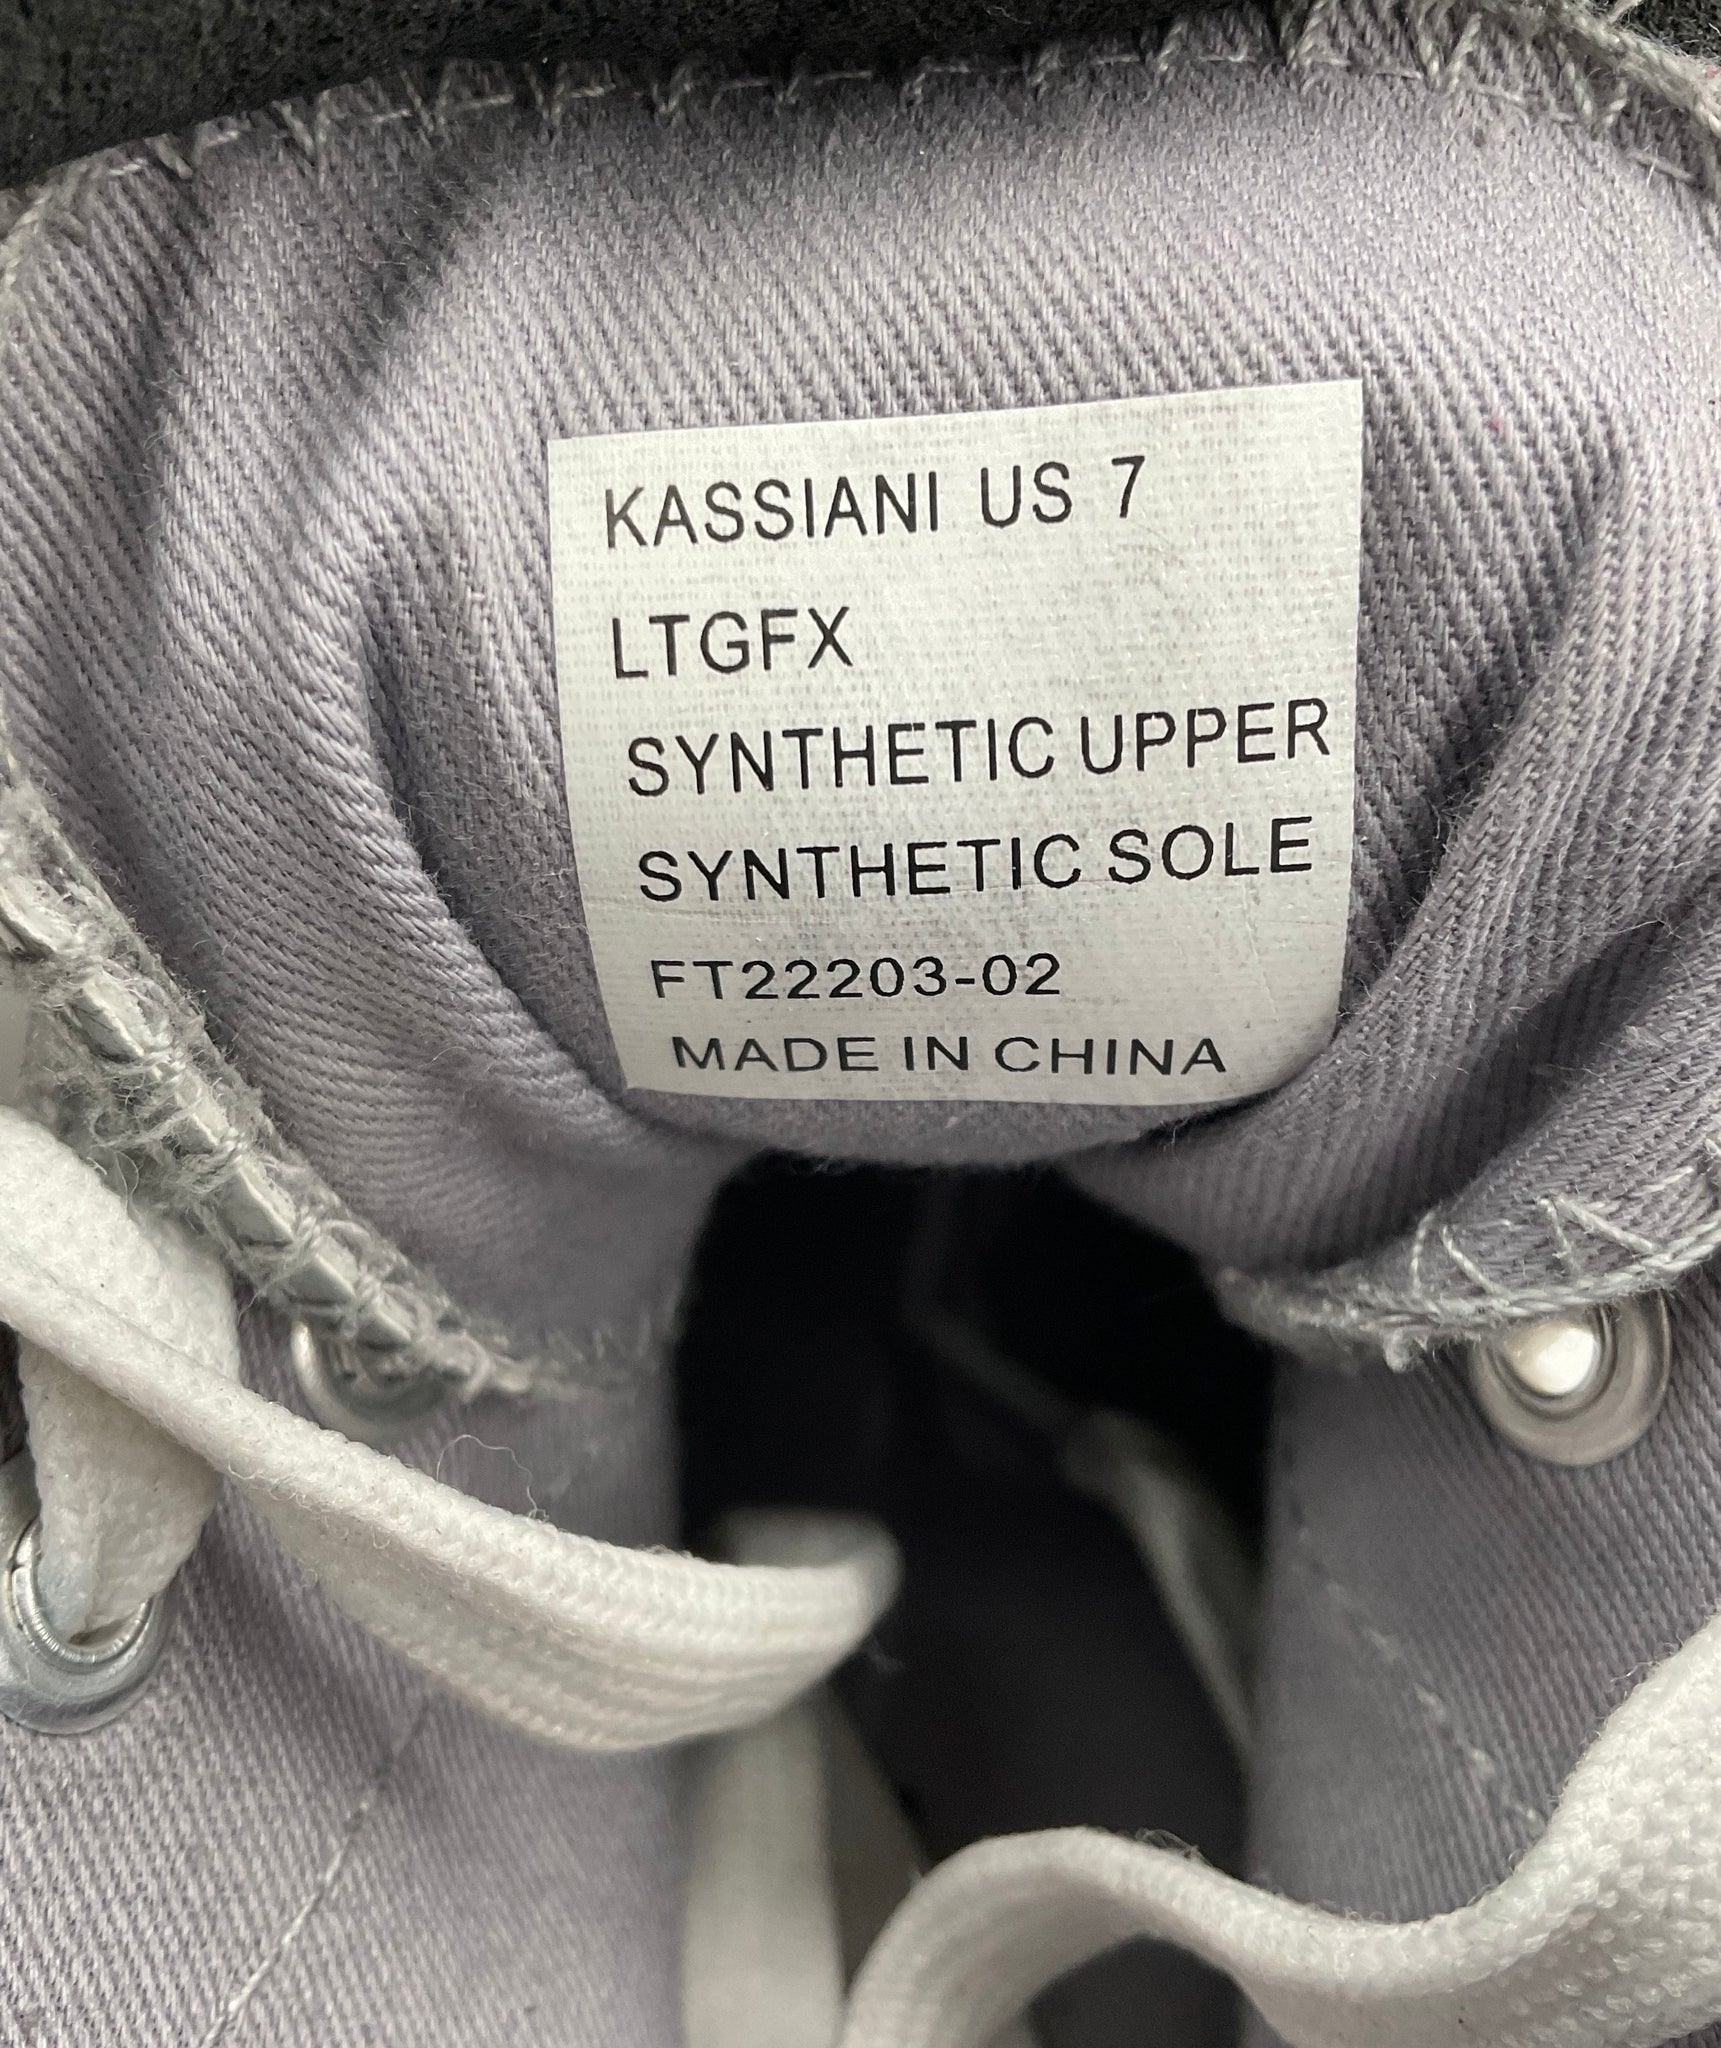 KASSIANI US 7
LTGFX
SYNTHETIC UPPER
SYNTHETIC SOLE
FT22203-02
MADE IN CHINA